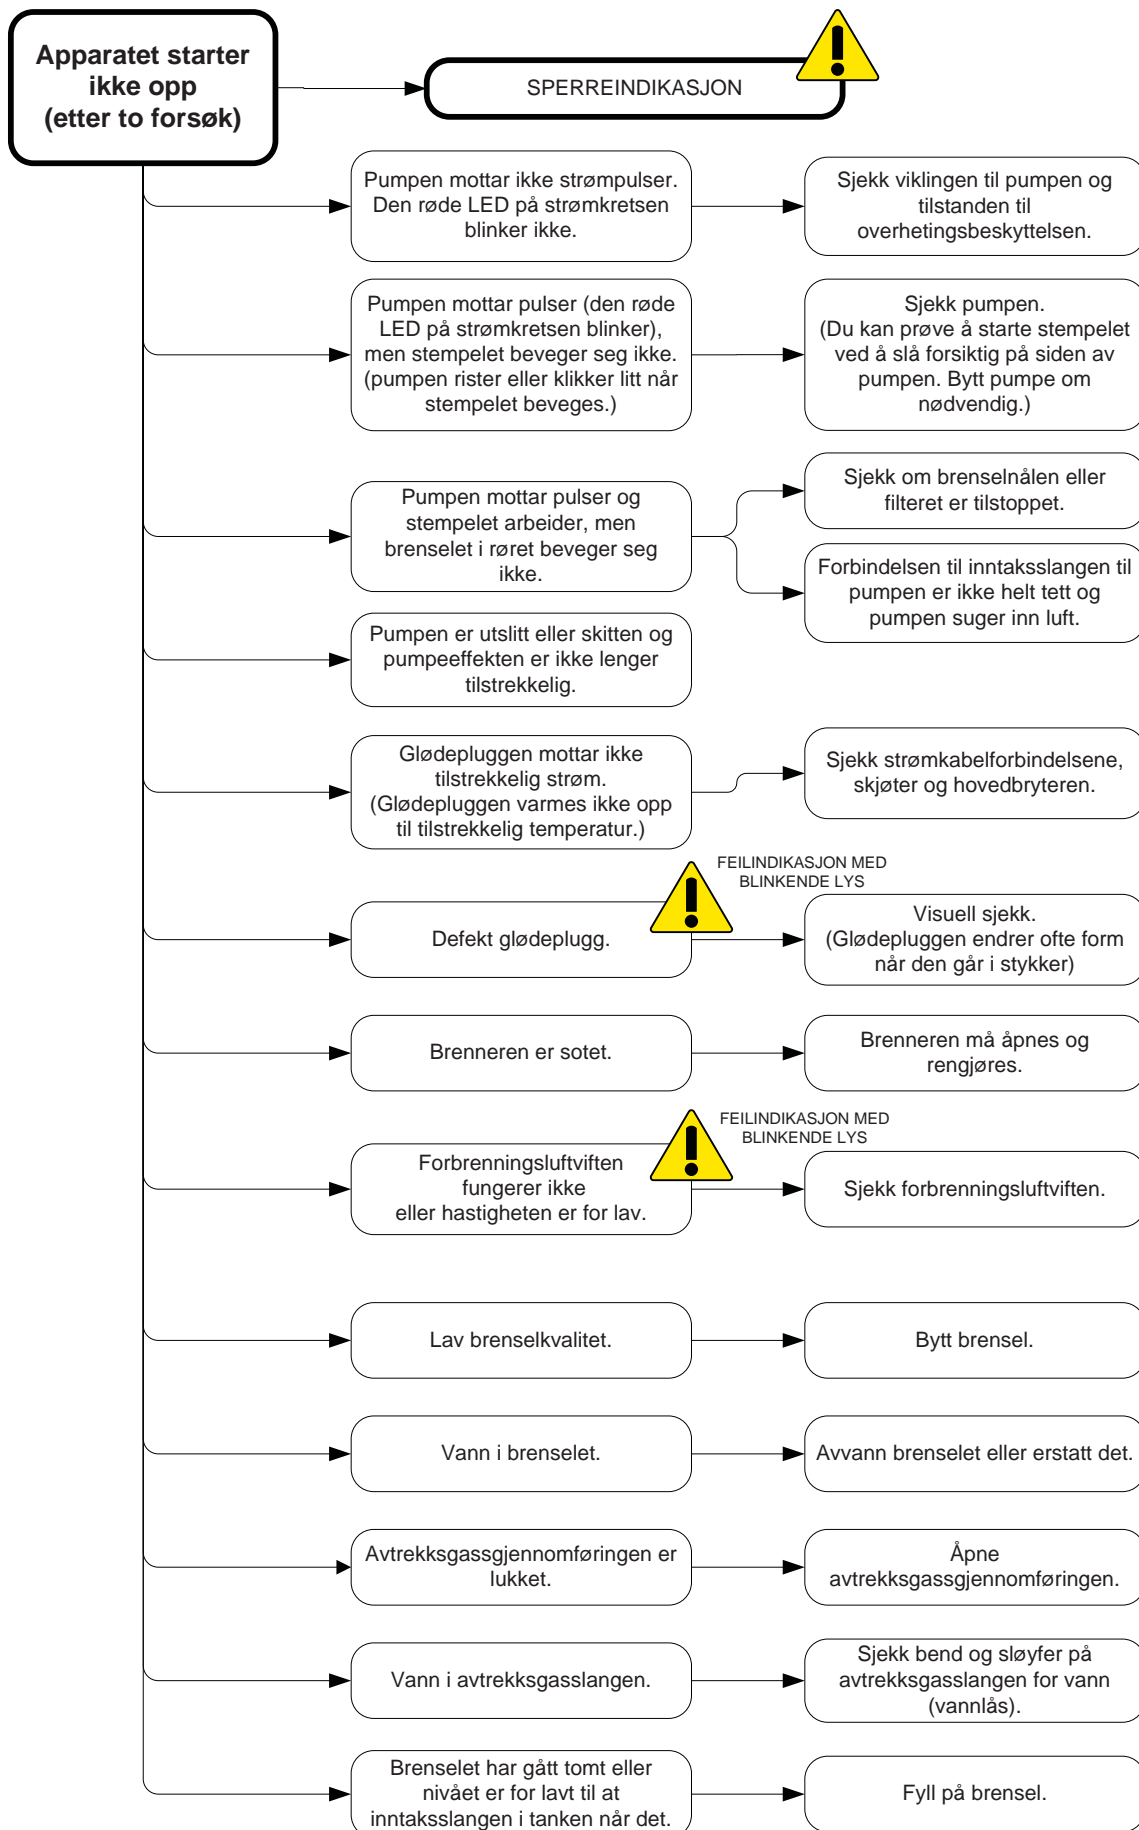 Apparatet starter
ikke opp
(etter to forsøk)
SPERREINDIKASJON
Pumpen mottar ikke strømpulser.
Den røde LED på strømkretsen
blinker ikke.
Sjekk viklingen til pumpen og
tilstanden til
overhetingsbeskyttelsen.
Pumpen mottar pulser (den røde
LED på strømkretsen blinker),
men stempelet beveger seg ikke.
(pumpen rister eller klikker litt når
stempelet beveges.)
Sjekk pumpen.
(Du kan prøve å starte stempelet
ved å slå forsiktig på siden av
pumpen. Bytt pumpe om
nødvendig.)
Pumpen mottar pulser og
stempelet arbeider, men
brenselet i røret beveger seg
ikke.
Sjekk om brenselnålen eller
filteret er tilstoppet.
Forbindelsen til inntaksslangen til
pumpen er ikke helt tett og
pumpen suger inn luft.
Pumpen er utslitt eller skitten og
pumpeeffekten er ikke lenger
tilstrekkelig.
Glødepluggen mottar ikke
tilstrekkelig strøm.
(Glødepluggen varmes ikke opp
til tilstrekkelig temperatur.)
Sjekk strømkabelforbindelsene,
skjøter og hovedbryteren.
FEILINDIKASJON MED
BLINKENDE LYS
Defekt glødeplugg.
Visuell sjekk.
(Glødepluggen endrer ofte form
når den går i stykker)
Brenneren er sotet.
Brenneren må åpnes og
rengjøres.
FEILINDIKASJON MED
BLINKENDE LYS
Forbrenningsluftviften
fungerer ikke
eller hastigheten er for lav.
Sjekk forbrenningsluftviften.
Lav brenselkvalitet.
Bytt brensel.
Vann i brenselet.
Avvann brenselet eller erstatt det.
Avtrekksgassgjennomføringen er
lukket.
Åpne
avtrekksgassgjennomføringen.
Vann i avtrekksgasslangen.
Sjekk bend og sløyfer på
avtrekksgasslangen for vann
(vannlås).
Brenselet har gått tomt eller
nivået er for lavt til at
inntaksslangen i tanken når det.
Fyll på brensel.